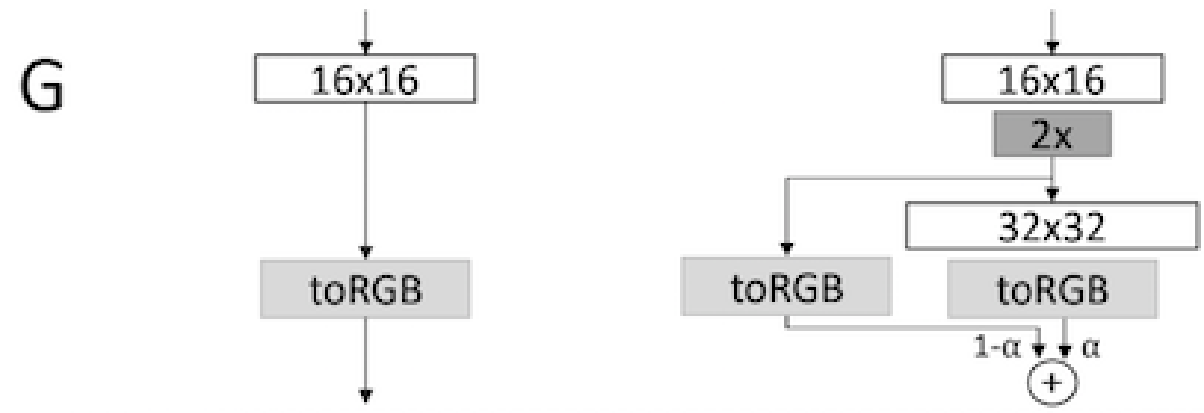 G
16x16
toRGB
16x16
2x
32x32
toRGB
toRGB
1-α
α
+